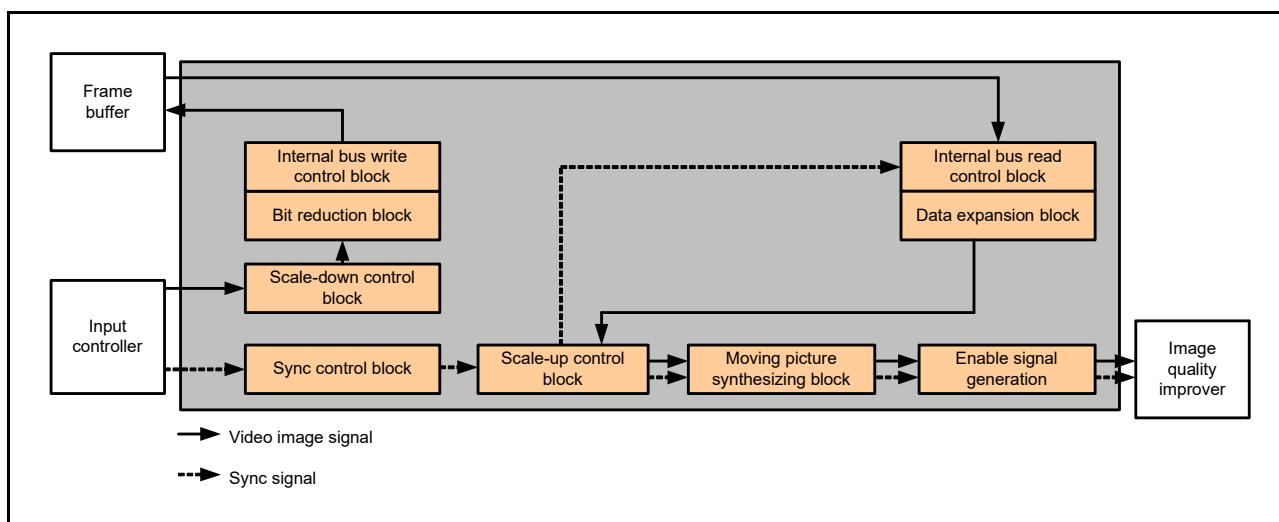 Frame
buffer
Internal bus write
control block
Bit reduction block
Internal bus read
control block
Data expansion block
Scale-down control
block
Input
controller
Sync control block
Scale-up control
block
Moving picture
synthesizing block
Enable signal
generation
Image
quality
improver
Video image signal
Sync signal